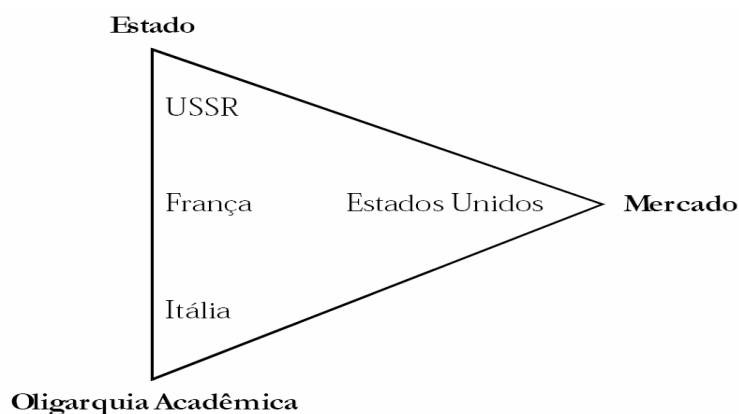 Estado
USSR
França
Estados Unidos
Mercado
Itália
Oligarquia Acadêmica